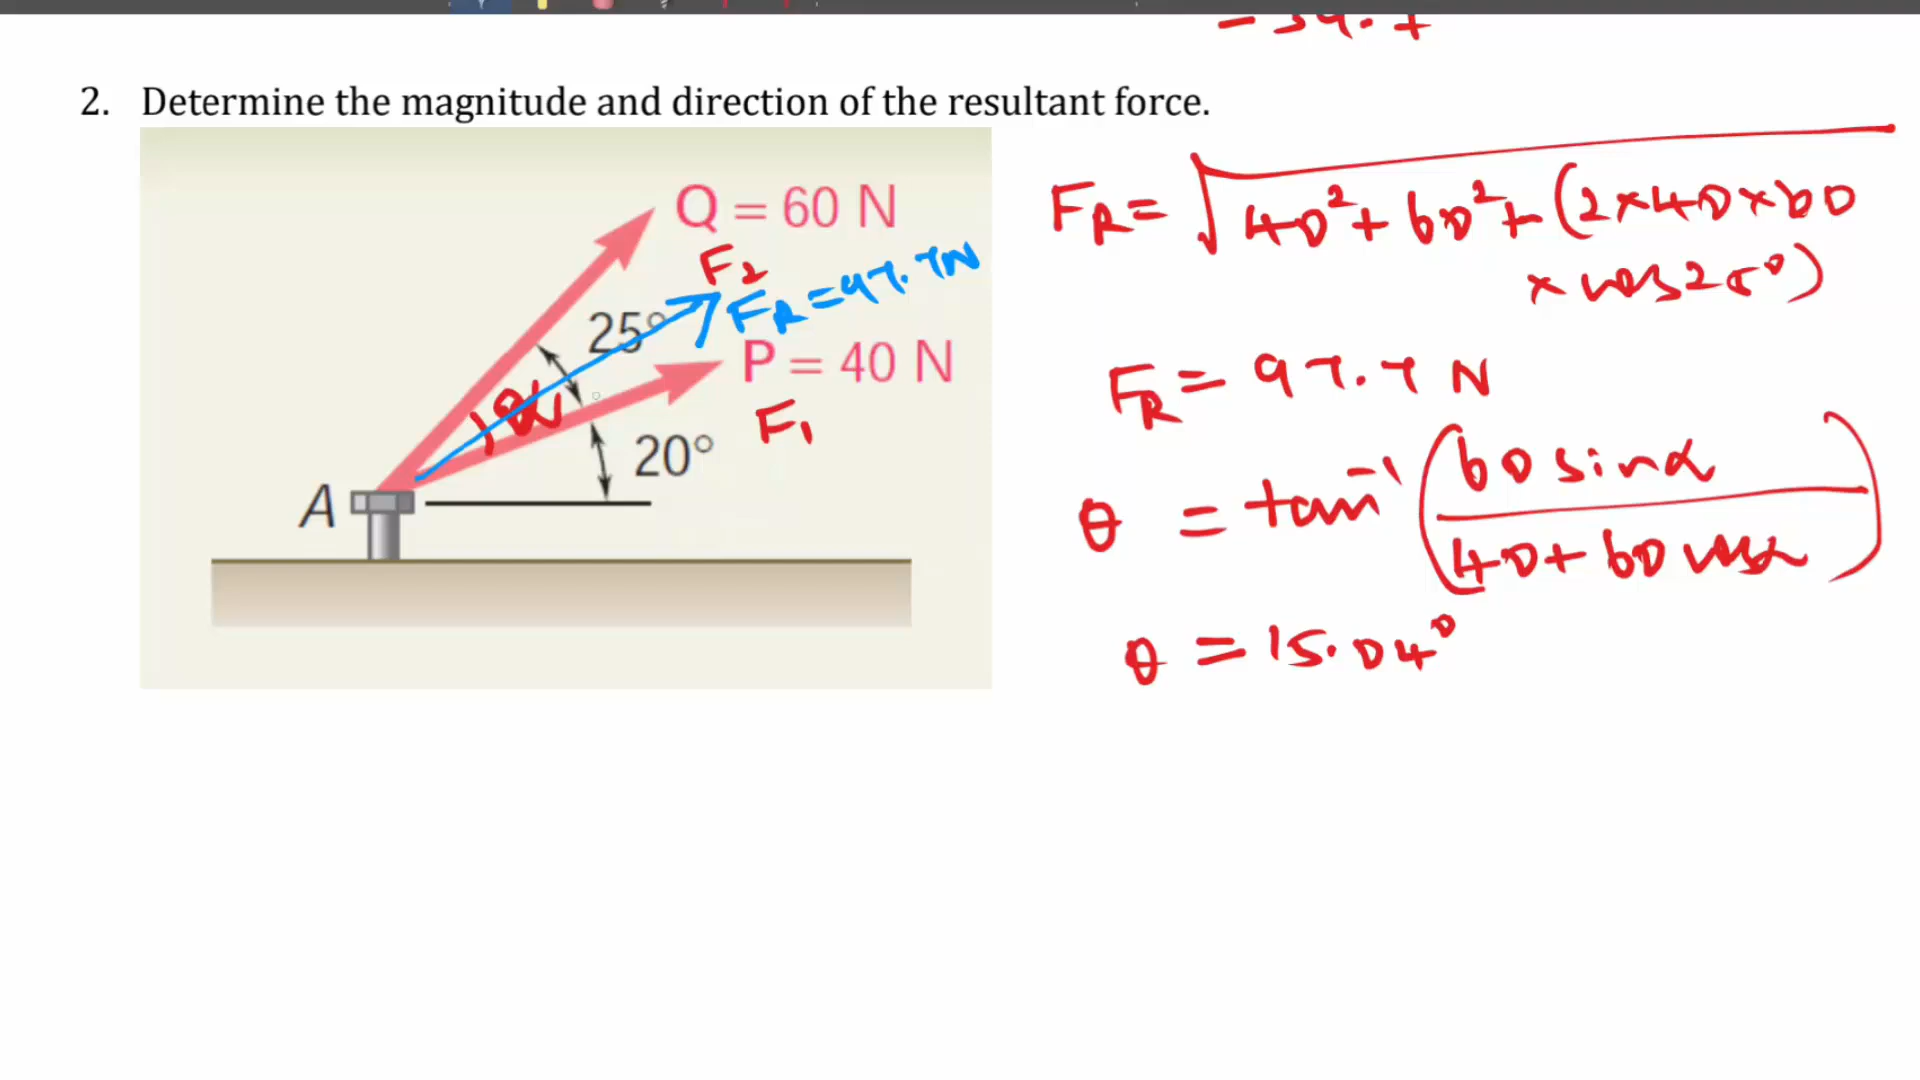 2. Determine the magnitude and direction of the resultant force.
Q = 60 N
F2
FR = 97.7N
25°
P = 40 N
α
F1
20°
A
FR = √40² + 60² + (2×40×60
× cos25°)
FR = 97.7 N
θ = tan⁻¹ (60 sinα
40 + 60 cosα)
θ = 15.04°